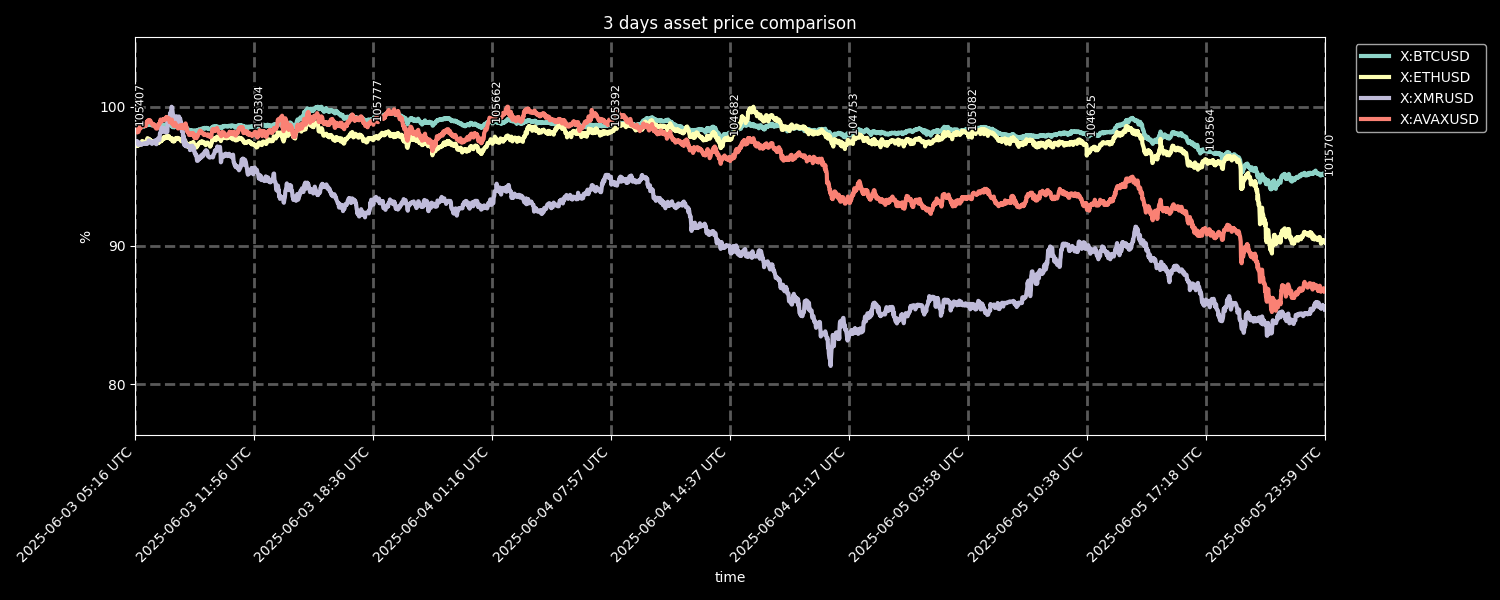 3 days asset price comparison
X:BTCUSD
X:ETHUSD
X:XMRUSD
X:AVAXUSD
%
100
90
80
105407
105304
105777
105662
105392
104682
104753
105082
104625
103564
101570
2025-06-03 05:16 UTC
2025-06-03 11:56 UTC
2025-06-03 18:36 UTC
2025-06-04 01:16 UTC
2025-06-04 07:57 UTC
2025-06-04 14:37 UTC
2025-06-04 21:17 UTC
2025-06-05 03:58 UTC
2025-06-05 10:38 UTC
2025-06-05 17:18 UTC
2025-06-05 23:59 UTC
time